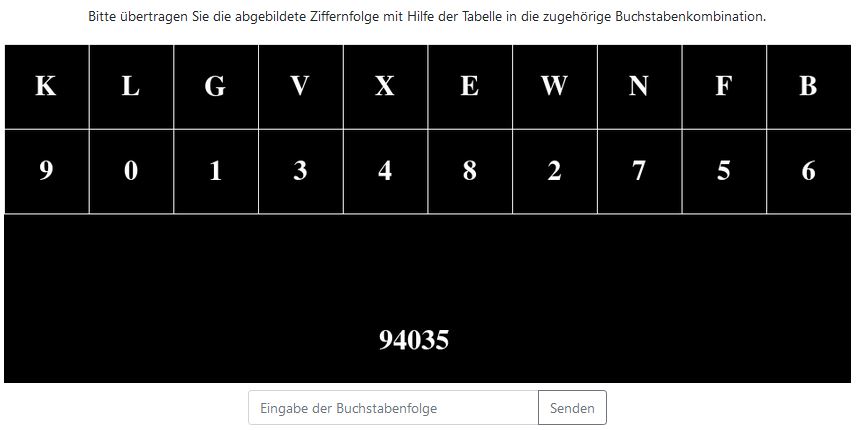 Bitte übertragen Sie die abgebildete Ziffernfolge mit Hilfe der Tabelle in die zugehörige Buchstabenkombination.
K L G V X E W N F B
9 0 1 3 4 8 2 7 5 6
94035
Eingabe der Buchstabenfolge Senden